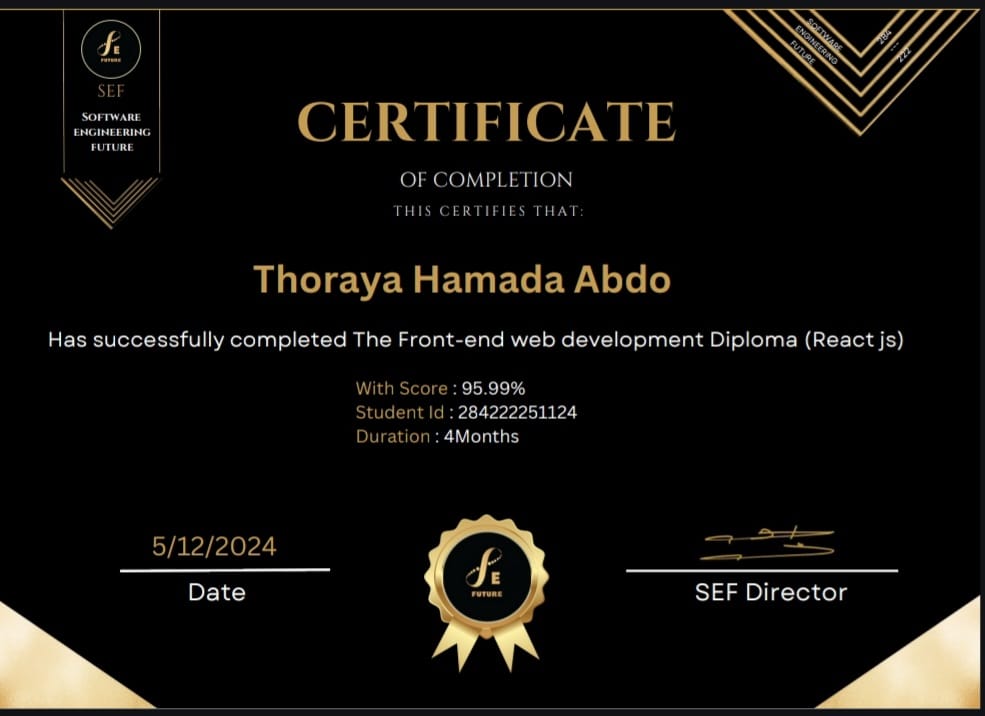 SE
FUTURE
SEF
SOFTWARE
ENGINEERING
FUTURE
SOFTWARE
ENGINEERING
FUTURE
284
...
222
CERTIFICATE
OF COMPLETION
THIS CERTIFIES THAT:
Thoraya Hamada Abdo
Has successfully completed The Front-end web development Diploma (React js)
With Score : 95.99%
Student Id : 284222251124
Duration : 4Months
5/12/2024
Date
SE
FUTURE
SEF Director